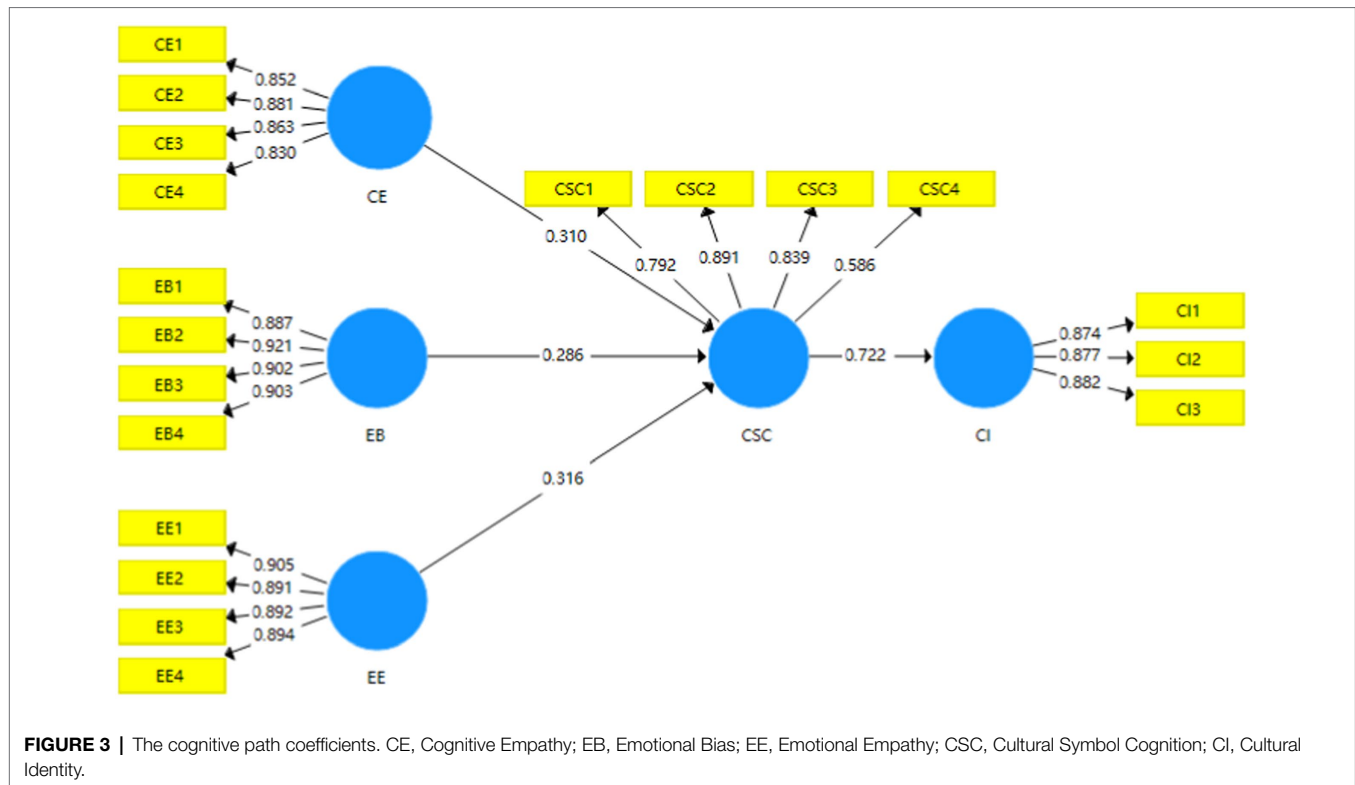 CE1
0.852
CE2
0.881
CE3
0.863
0.830
CE4
CE
CSC1
CSC2
CSC3
CSC4
0.310
0.792
0.891
0.839
0.586
EB1
0.887
EB2
0.921
EB3
0.902
0.903
EB4
EB
0.286
CSC
0.722
CI
0.874
CI1
0.877
CI2
0.882
CI3
0.316
EE1
0.905
EE2
0.891
EE3
0.892
0.894
EE4
EE
FIGURE 3 | The cognitive path coefficients. CE, Cognitive Empathy; EB, Emotional Bias; EE, Emotional Empathy; CSC, Cultural Symbol Cognition; CI, Cultural
Identity.